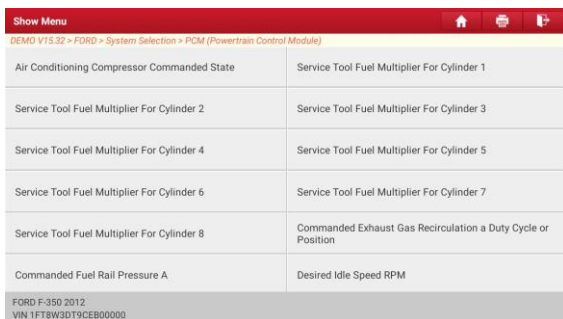 Show Menu
DEMO V15.32 > FORD > System Selection > PCM (Powertrain Control Module)
Air Conditioning Compressor Commanded State
Service Tool Fuel Multiplier For Cylinder 1
Service Tool Fuel Multiplier For Cylinder 2
Service Tool Fuel Multiplier For Cylinder 3
Service Tool Fuel Multiplier For Cylinder 4
Service Tool Fuel Multiplier For Cylinder 5
Service Tool Fuel Multiplier For Cylinder 6
Service Tool Fuel Multiplier For Cylinder 7
Service Tool Fuel Multiplier For Cylinder 8
Commanded Exhaust Gas Recirculation a Duty Cycle or
Position
Commanded Fuel Rail Pressure A
Desired Idle Speed RPM
FORD F-350 2012
VIN 1FT8W3DT9CEB00000